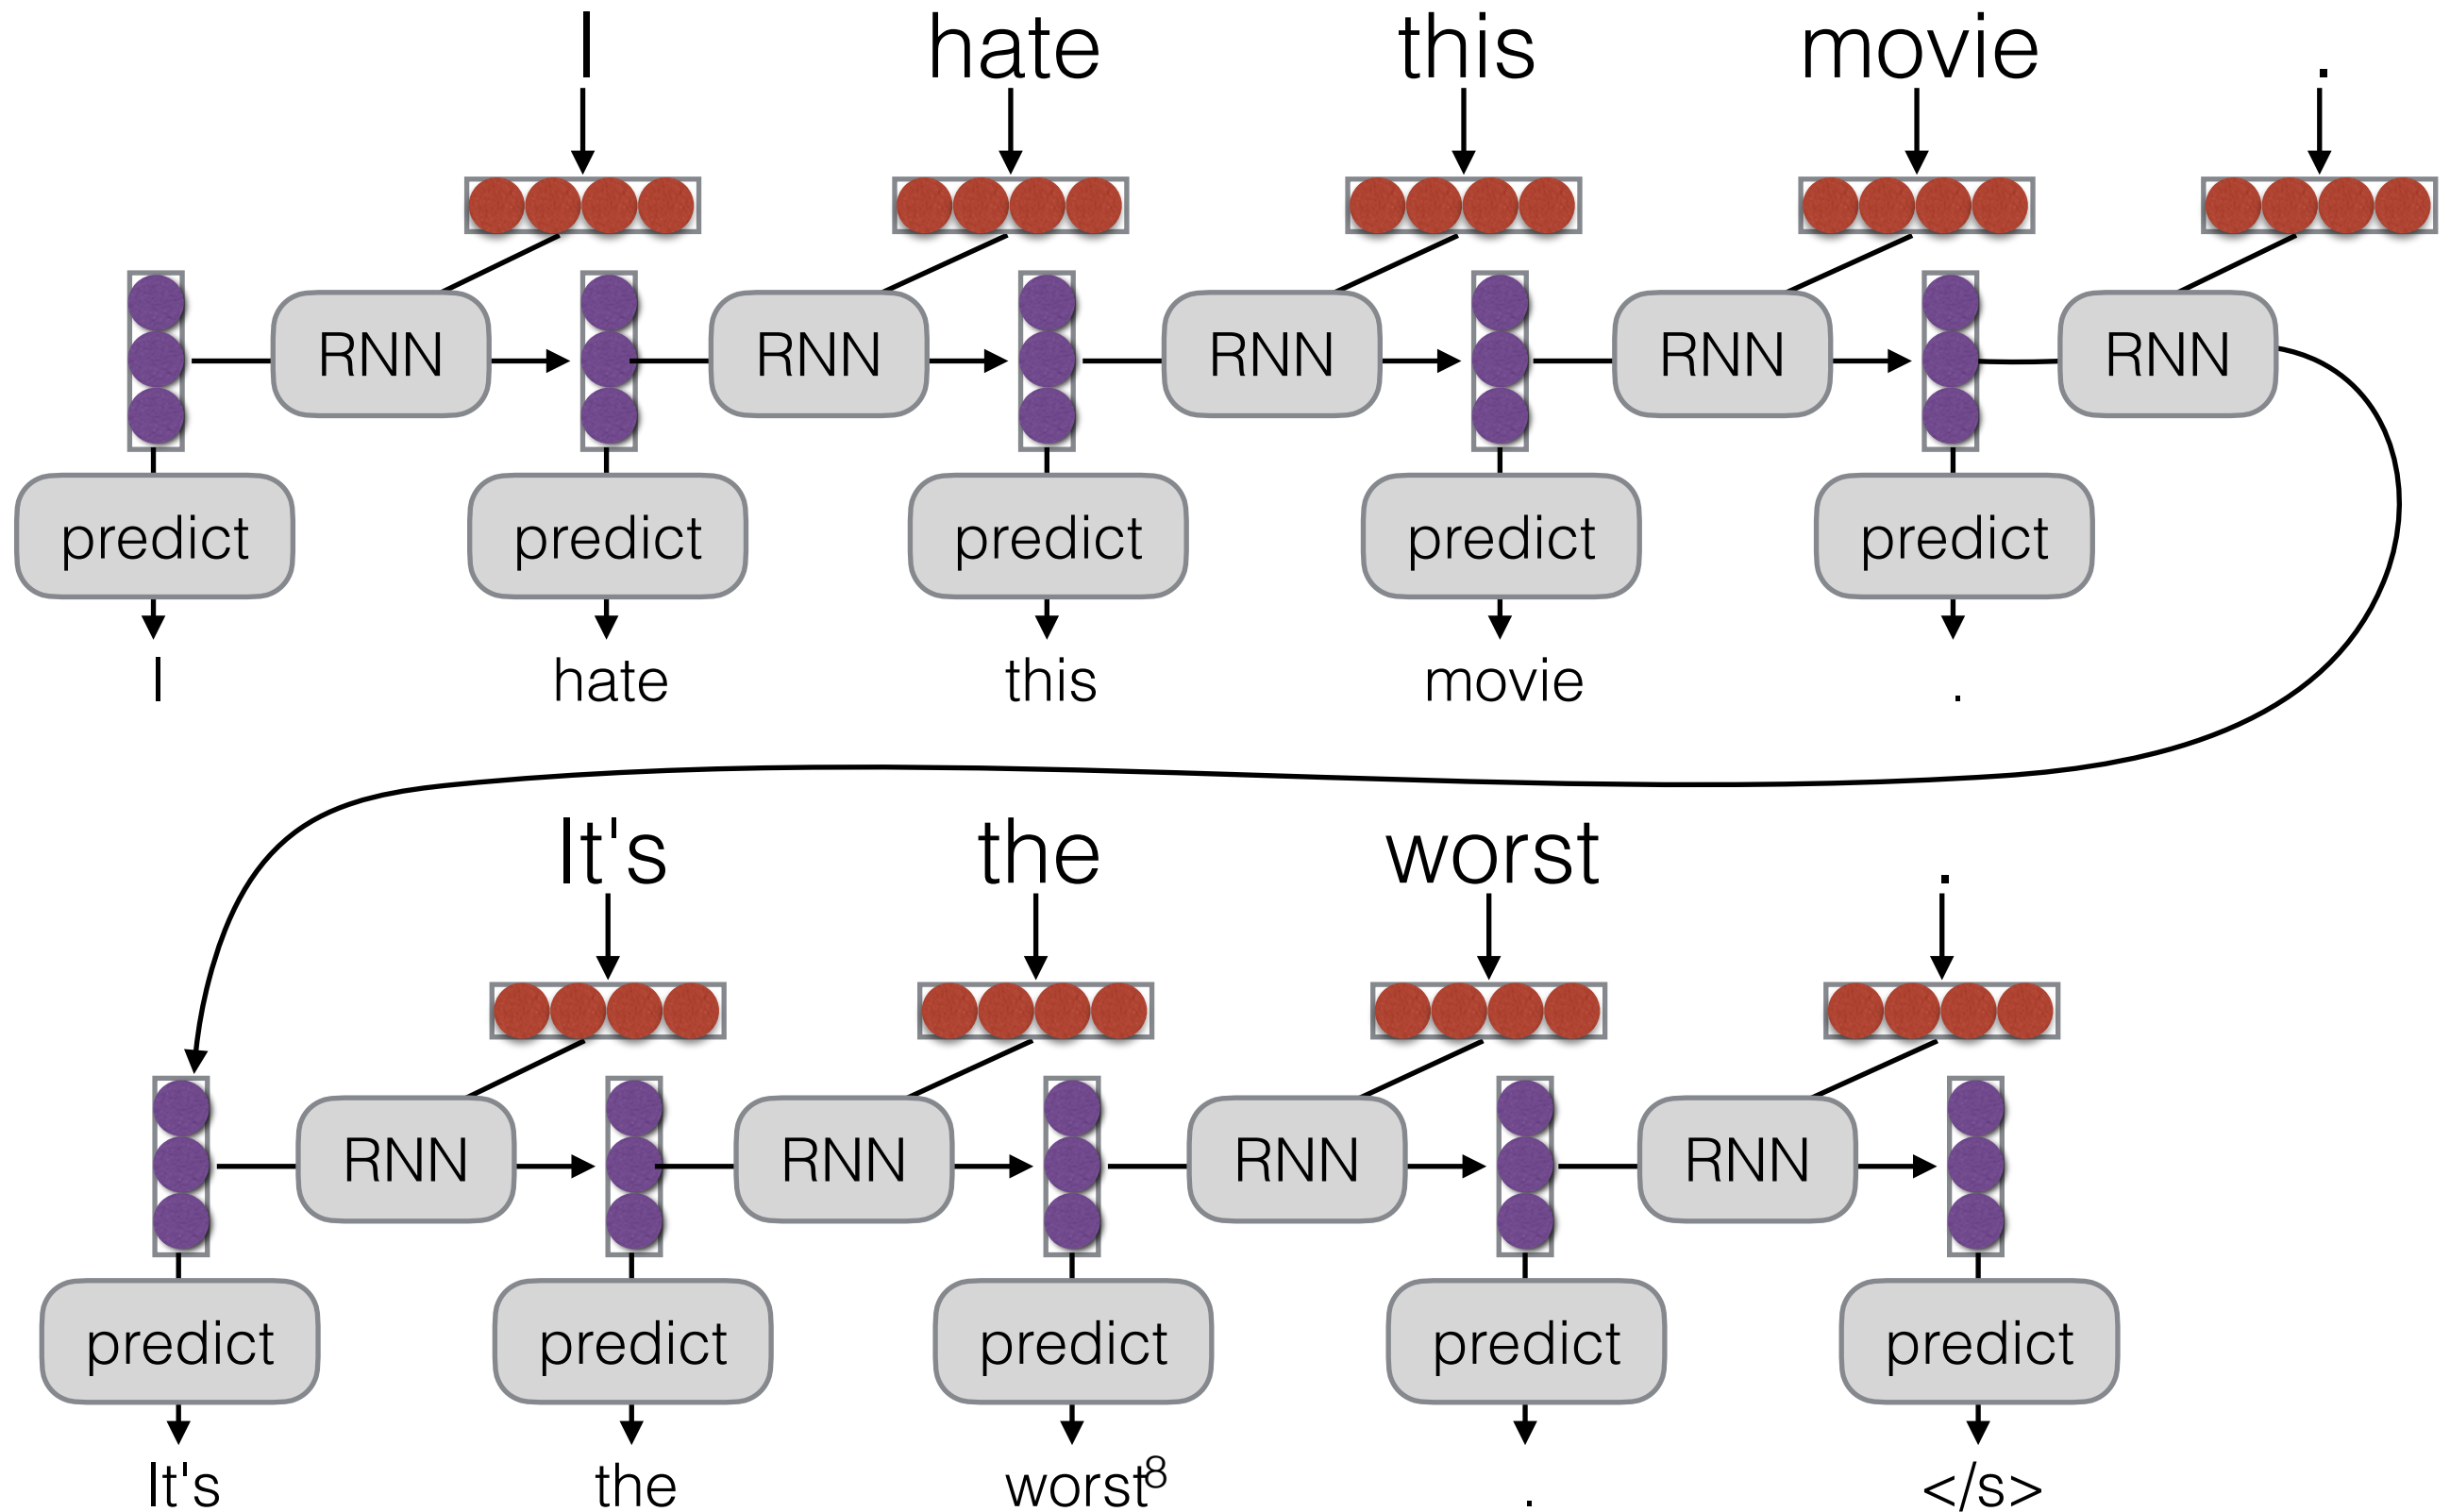 I hate this movie .
RNN RNN RNN RNN RNN
predict predict predict predict predict
I hate this movie .
It's the worst .
RNN RNN RNN RNN
predict predict predict predict predict
It's the worst8 . </s>